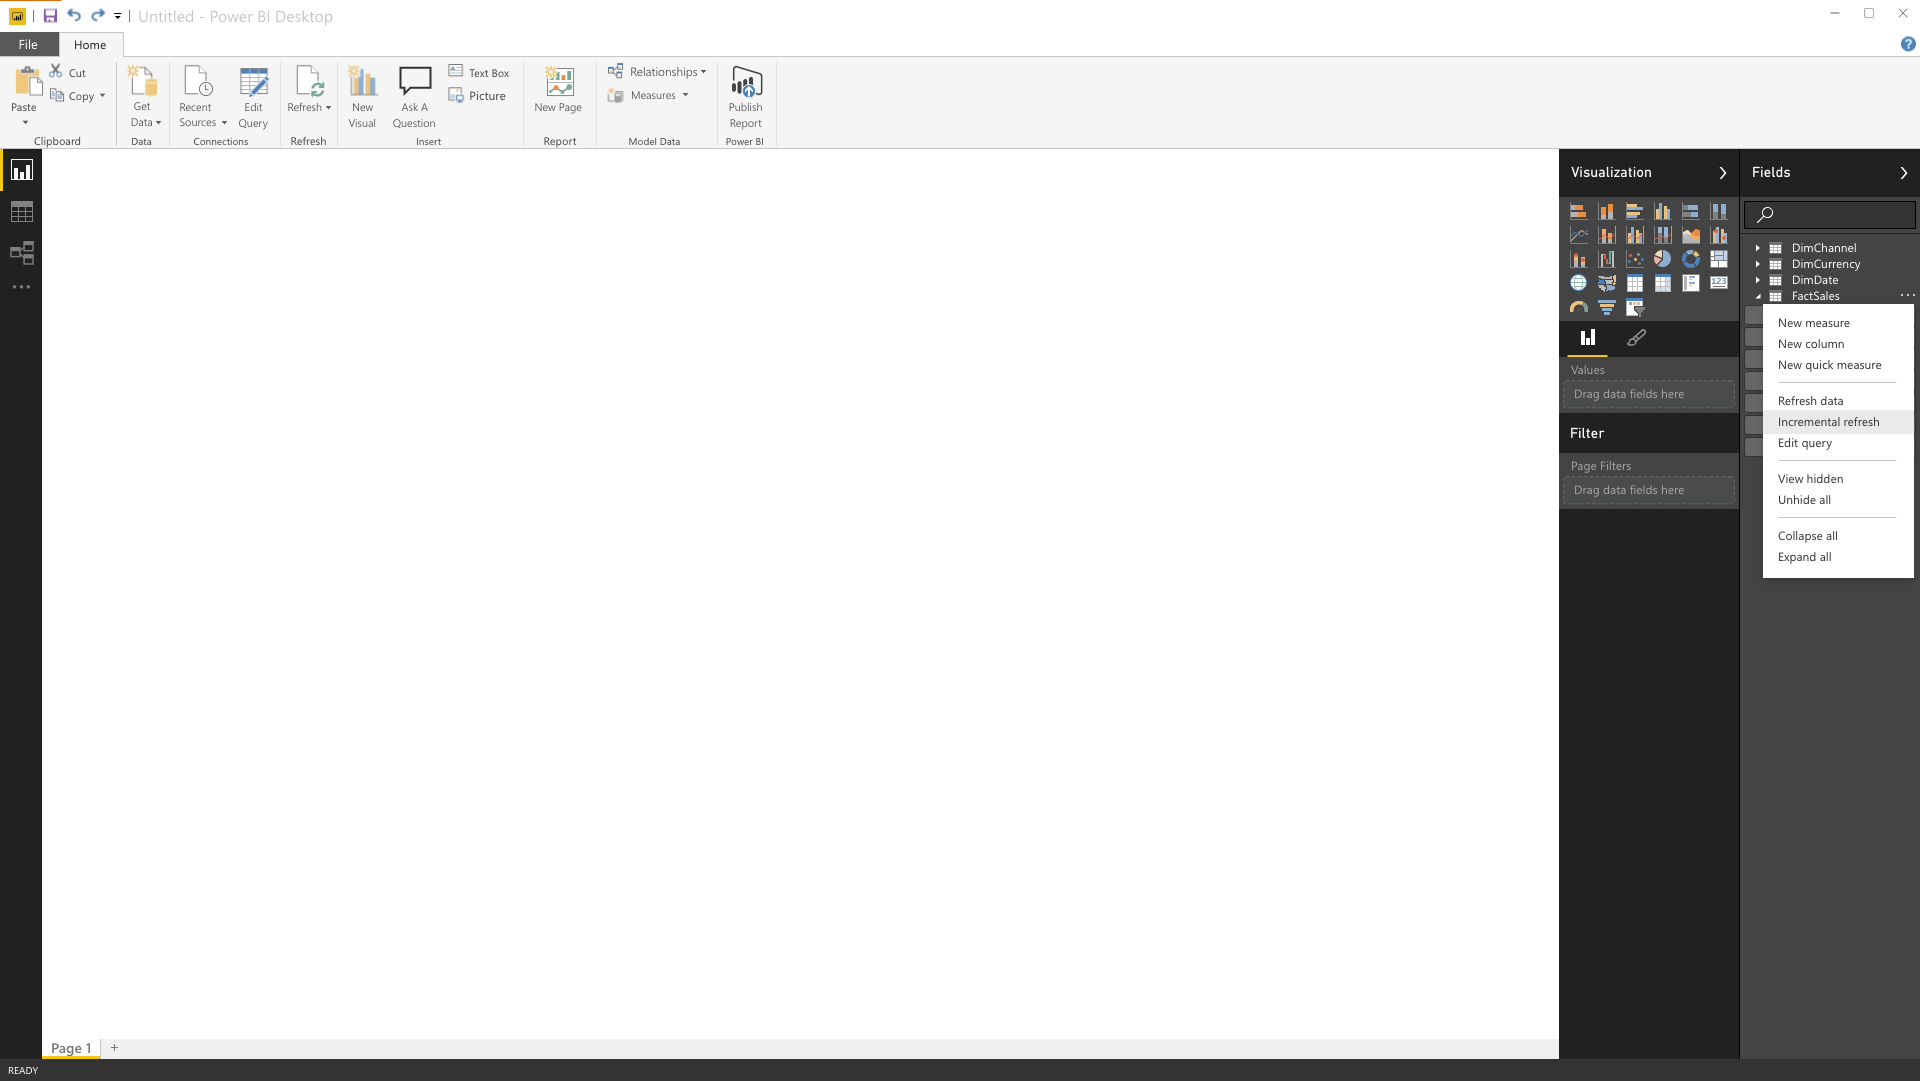 Untitled - Power BI Desktop
File
Home
?
Paste
Cut
Copy
Clipboard
Get
Data
Data
Recent
Sources
Edit
Query
Connections
Refresh
Refresh
New
Visual
Ask A
Question
Text Box
Picture
Insert
New Page
Report
Relationships
Measures
Model Data
Publish
Report
Power BI
Visualization
Fields
123
DimChannel
DimCurrency
DimDate
FactSales
New measure
New column
New quick measure
Refresh data
Incremental refresh
Edit query
View hidden
Unhide all
Collapse all
Expand all
Values
Drag data fields here
Filter
Page Filters
Drag data fields here
Page 1
+
READY